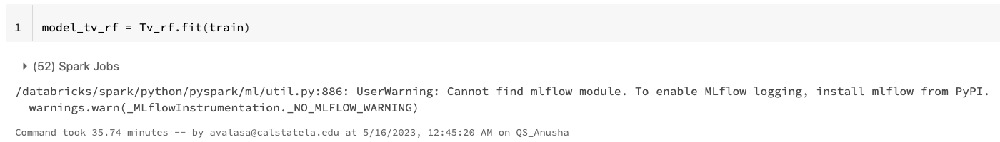 1 model_tv_rf = Tv_rf.fit(train)
(52) Spark Jobs
/databricks/spark/python/pyspark/ml/util.py:886: UserWarning: Cannot find mlflow module. To enable MLflow logging, install mlflow from PyPI.
warnings.warn(_MLflowInstrumentation._NO_MLFLOW_WARNING)
Command took 35.74 minutes -- by avalasa@calstatela.edu at 5/16/2023, 12:45:20 AM on QS_Anusha